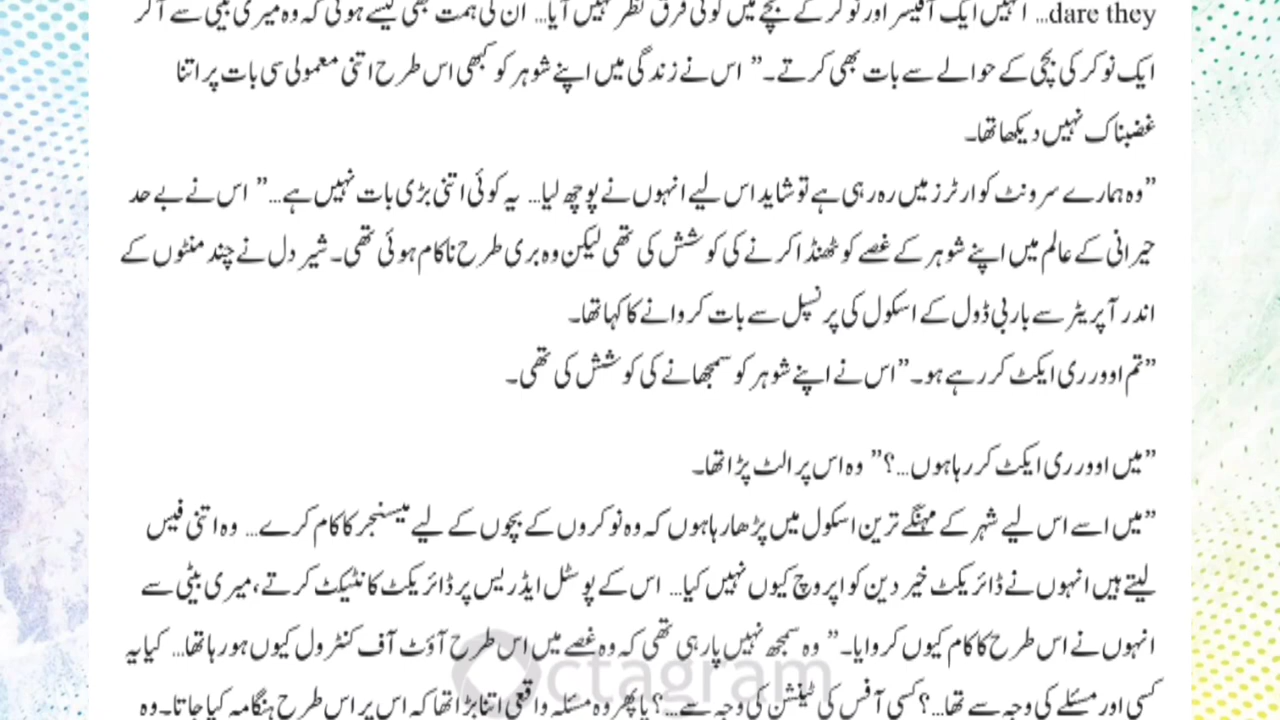 dare they... انہیں ایک آفیسر اور نوکر کے بچے میں کوئی فرق نظر نہیں آیا... ان کی ہمت بھی کیسے ہوئی کہ وہ میری بیٹی سے آ کر
ایک نوکر کی بچی کے حوالے سے بات بھی کرتے۔” اس نے زندگی میں اپنے شوہر کو کبھی اس طرح اتنی معمولی سی بات پر اتنا
غضبناک نہیں دیکھا تھا۔
”وہ ہمارے سرونٹ کوارٹرز میں رہ رہی ہے تو شاید اس لیے انہوں نے پوچھ لیا... یہ کوئی اتنی بڑی بات نہیں ہے...” اس نے بے حد
حیرانی کے عالم میں اپنے شوہر کے غصے کو ٹھنڈا کرنے کی کوشش کی تھی لیکن وہ بری طرح ناکام ہوئی تھی۔ شیر دل نے چند منٹوں کے
اندر آپریٹر سے باربی ڈول کے اسکول کی پرنسپل سے بات کروانے کا کہا تھا۔
”تم اوور ری ایکٹ کر رہے ہو۔” اس نے اپنے شوہر کو سمجھانے کی کوشش کی تھی۔
”میں اوور ری ایکٹ کر رہا ہوں...؟” وہ اس پر الٹ پڑا تھا۔
”میں اسے اس لیے شہر کے مہنگے ترین اسکول میں پڑھا رہا ہوں کہ وہ نوکروں کے بچوں کے لیے میسنجر کا کام کرے... وہ اتنی فیس
لیتے ہیں انہوں نے ڈائریکٹ خیر دین کو اپروچ کیوں نہیں کیا... اس کے پوسٹل ایڈریس پر ڈائریکٹ کانٹیکٹ کرتے، میری بیٹی سے
انہوں نے اس طرح کا کام کیوں کروایا۔” وہ سمجھ نہیں پا رہی تھی کہ وہ غصے میں اس طرح آؤٹ آف کنٹرول کیوں ہو رہا تھا... کیا یہ
کسی اور مسئلے کی وجہ سے تھا...؟ کسی آفس کی ٹینشن کی وجہ سے...؟ یا پھر وہ مسئلہ واقعی اتنا بڑا تھا کہ اس پر اس طرح ہنگامہ کیا جاتا۔ وہ
Octagram